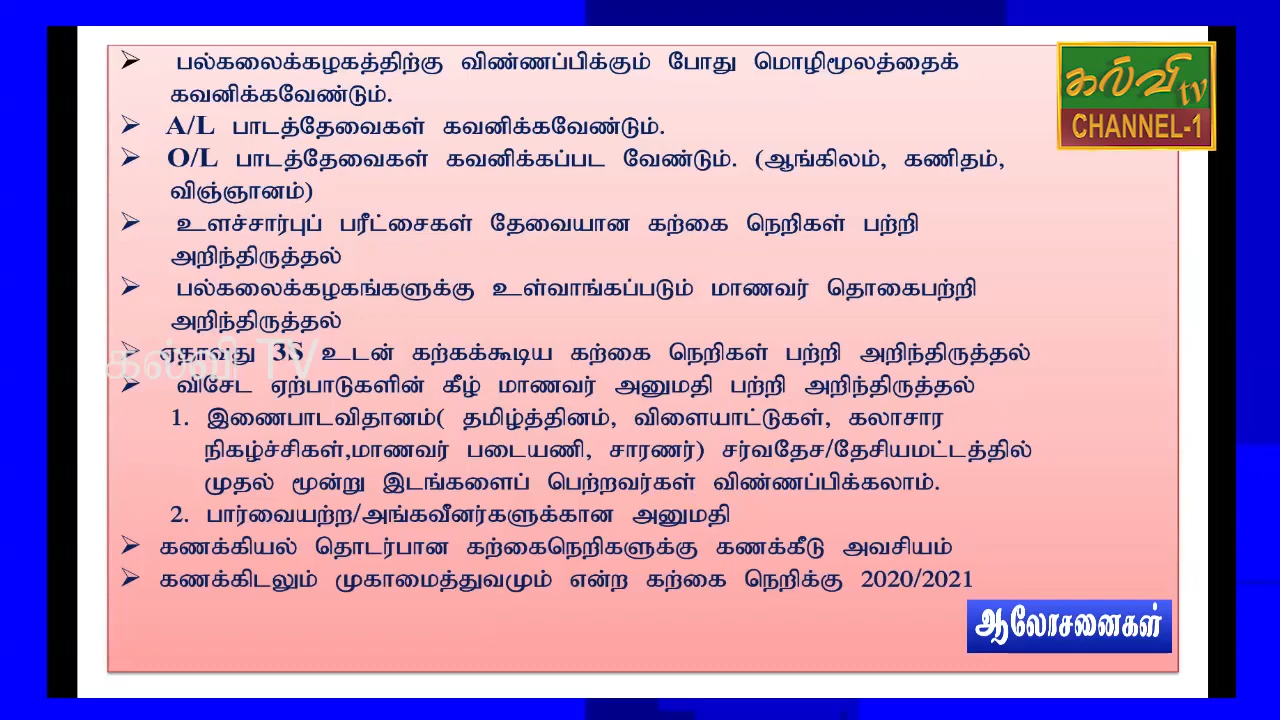 பல்கலைக்கழகத்திற்கு விண்ணப்பிக்கும் போது மொழிமூலத்தைக்
கவனிக்கவேண்டும்.
A/L பாடத்தேவைகள் கவனிக்கவேண்டும்.
O/L பாடத்தேவைகள் கவனிக்கப்பட வேண்டும். (ஆங்கிலம், கணிதம்,
விஞ்ஞானம்)
உளச்சார்புப் பரீட்சைகள் தேவையான கற்கை நெறிகள் பற்றி
அறிந்திருத்தல்
பல்கலைக்கழகங்களுக்கு உள்வாங்கப்படும் மாணவர் தொகைபற்றி
அறிந்திருத்தல்
ஏதாவது 3S உடன் கற்கக்கூடிய கற்கை நெறிகள் பற்றி அறிந்திருத்தல்
விசேட ஏற்பாடுகளின் கீழ் மாணவர் அனுமதி பற்றி அறிந்திருத்தல்
1. இணைபாடவிதானம்( தமிழ்த்தினம், விளையாட்டுகள், கலாசார
நிகழ்ச்சிகள்,மாணவர் படையணி, சாரணர்) சர்வதேச/தேசியமட்டத்தில்
முதல் மூன்று இடங்களைப் பெற்றவர்கள் விண்ணப்பிக்கலாம்.
2. பார்வையற்ற/அங்கவீனர்களுக்கான அனுமதி
கணக்கியல் தொடர்பான கற்கைநெறிகளுக்கு கணக்கீடு அவசியம்
கணக்கிடலும் முகாமைத்துவமும் என்ற கற்கை நெறிக்கு 2020/2021
ஆலோசனைகள்
கல்வி tv
CHANNEL-1
கல்வி TV